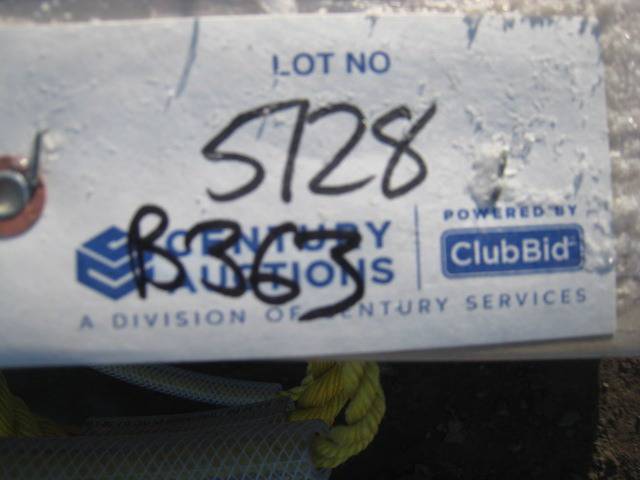 LOT NO
5128
B363
CENTURY
AUCTIONS
POWERED BY
ClubBid
A DIVISION OF CENTURY SERVICES